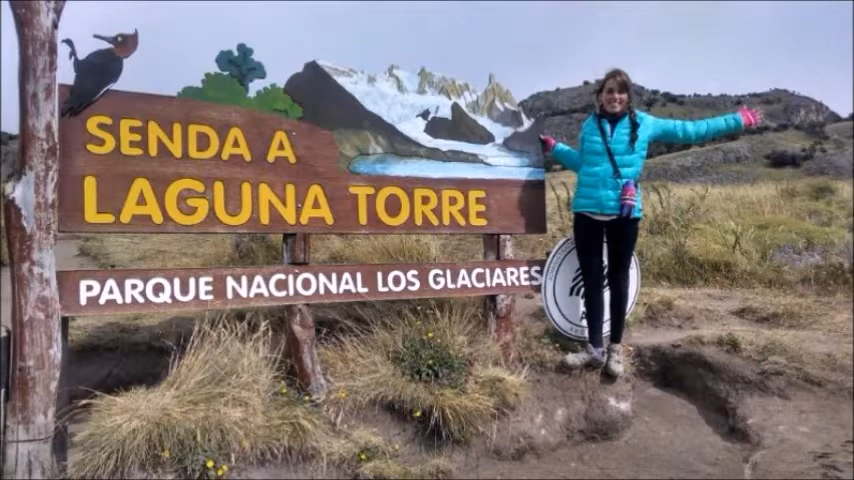 SENDA A
LAGUNA TORRE
PARQUE NACIONAL LOS GLACIARES